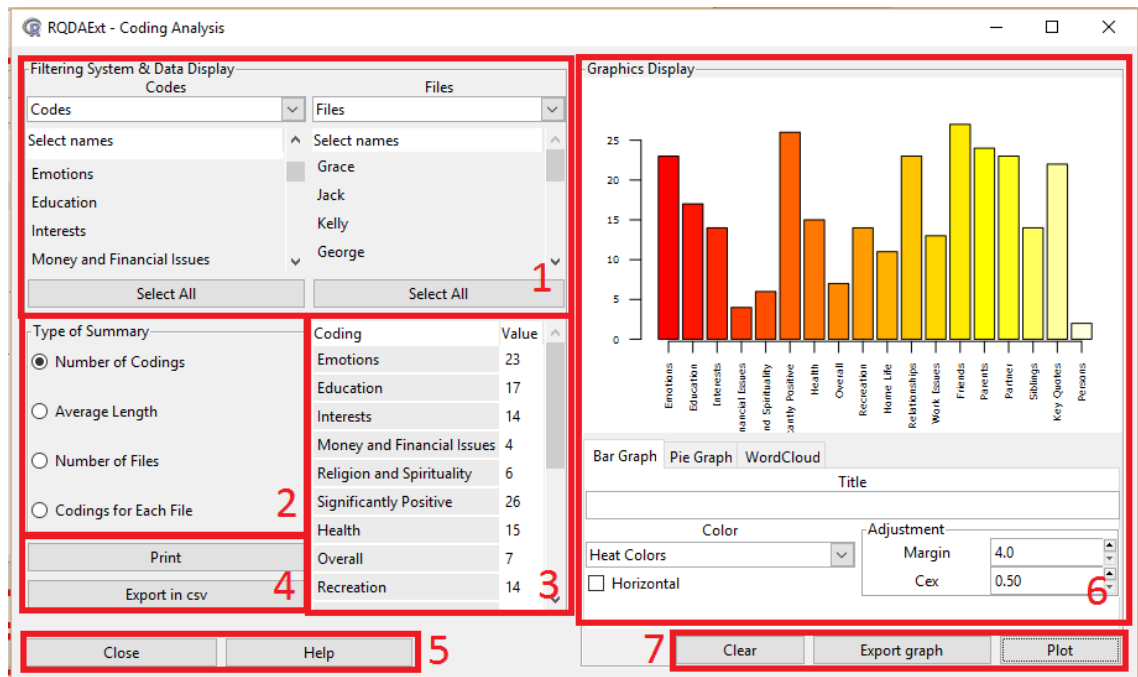 RQDAExt - Coding Analysis
Filtering System & Data Display
Codes Files
Codes Files
Select names Select names
Emotions Grace
Education Jack
Interests Kelly
Money and Financial Issues George
Select All Select All
1
Type of Summary
Number of Codings
Average Length
Number of Files
Codings for Each File
2
Print
Export in csv
4
Coding Value
Emotions 23
Education 17
Interests 14
Money and Financial Issues 4
Religion and Spirituality 6
Significantly Positive 26
Health 15
Overall 7
Recreation 14
3
Close Help
5
Graphics Display
25
20
15
10
5
0
Emotions
Education
Interests
nancial Issues
nd Spirituality
cantly Positive
Health
Overall
Recreation
Home Life
Relationships
Work Issues
Friends
Parents
Partner
Siblings
Key Quotes
Persons
Bar Graph Pie Graph WordCloud
Title
Color
Heat Colors
Horizontal
Adjustment
Margin 4.0
Cex 0.50
6
7
Clear Export graph Plot